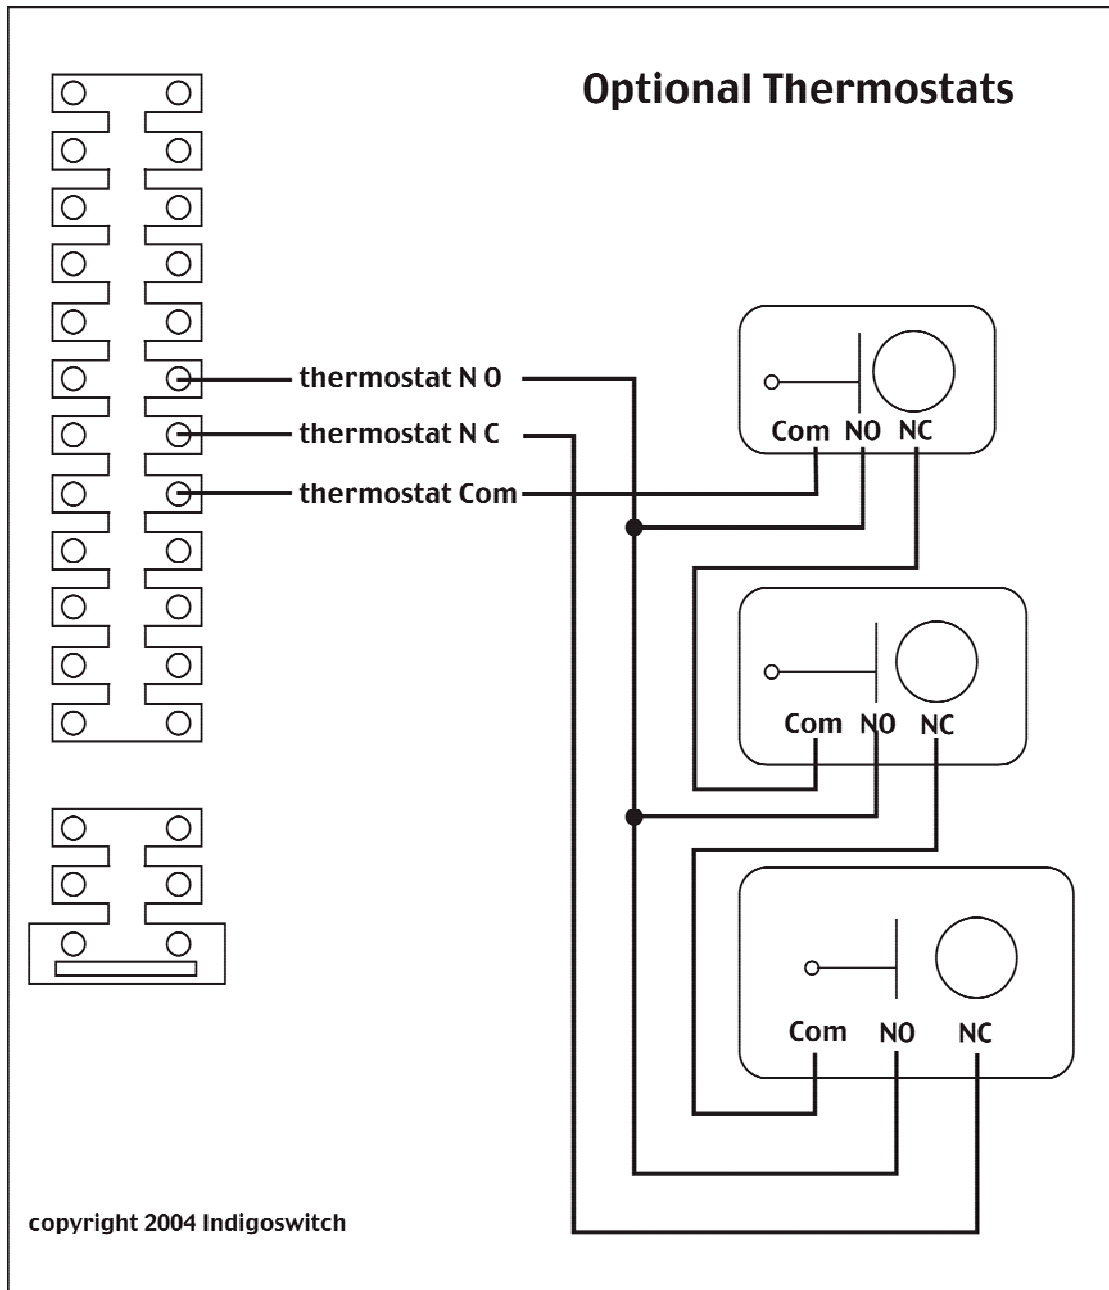 Optional Thermostats
thermostat N O
thermostat N C
thermostat Com
Com NO NC
Com NO NC
Com NO NC
copyright 2004 Indigoswitch